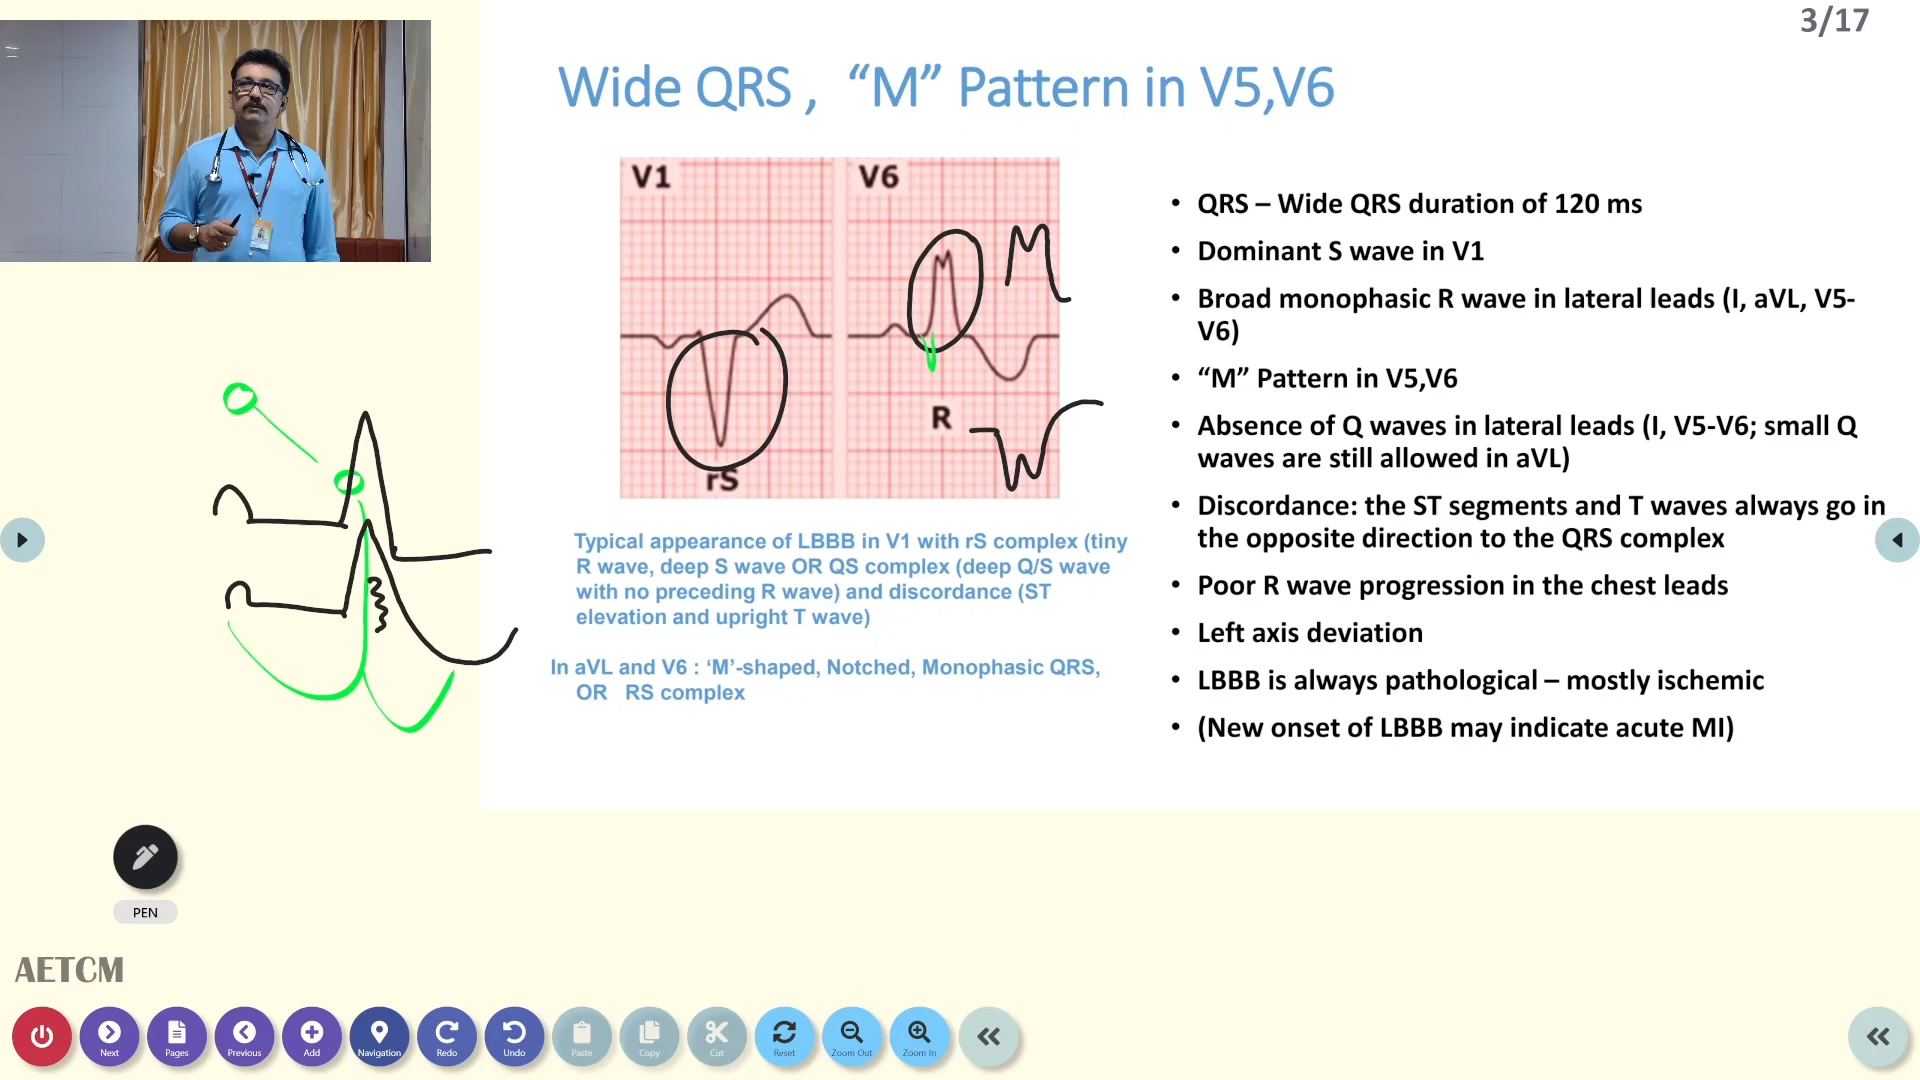 3/17
Wide QRS , “M” Pattern in V5,V6
V1
V6
R
rS
M
W
Typical appearance of LBBB in V1 with rS complex (tiny
R wave, deep S wave OR QS complex (deep Q/S wave
with no preceding R wave) and discordance (ST
elevation and upright T wave)
In aVL and V6 : ‘M’-shaped, Notched, Monophasic QRS,
OR RS complex
• QRS – Wide QRS duration of 120 ms
• Dominant S wave in V1
• Broad monophasic R wave in lateral leads (I, aVL, V5-
V6)
• “M” Pattern in V5,V6
• Absence of Q waves in lateral leads (I, V5-V6; small Q
waves are still allowed in aVL)
• Discordance: the ST segments and T waves always go in
the opposite direction to the QRS complex
• Poor R wave progression in the chest leads
• Left axis deviation
• LBBB is always pathological – mostly ischemic
• (New onset of LBBB may indicate acute MI)
PEN
AETCM
Next
Pages
Previous
Add
Navigation
Redo
Undo
Paste
Copy
Cut
Reset
Zoom Out
Zoom In